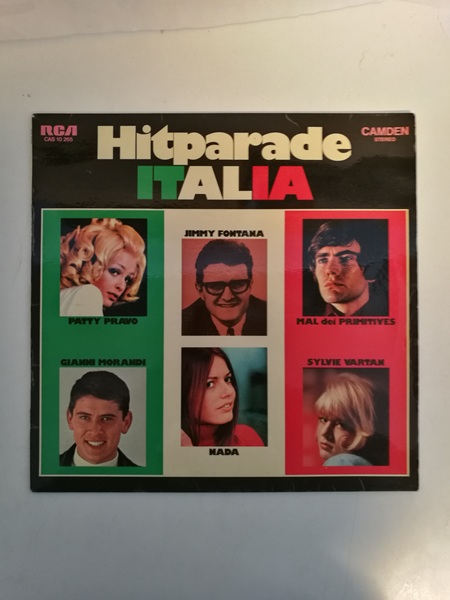 RCA
CAS 10 265
CAMDEN
STEREO
Hitparade
ITALIA
JIMMY FONTANA
PATTY PRAVO
MAL dei PRIMITIVES
GIANNI MORANDI
SYLVIE VARTAN
NADA